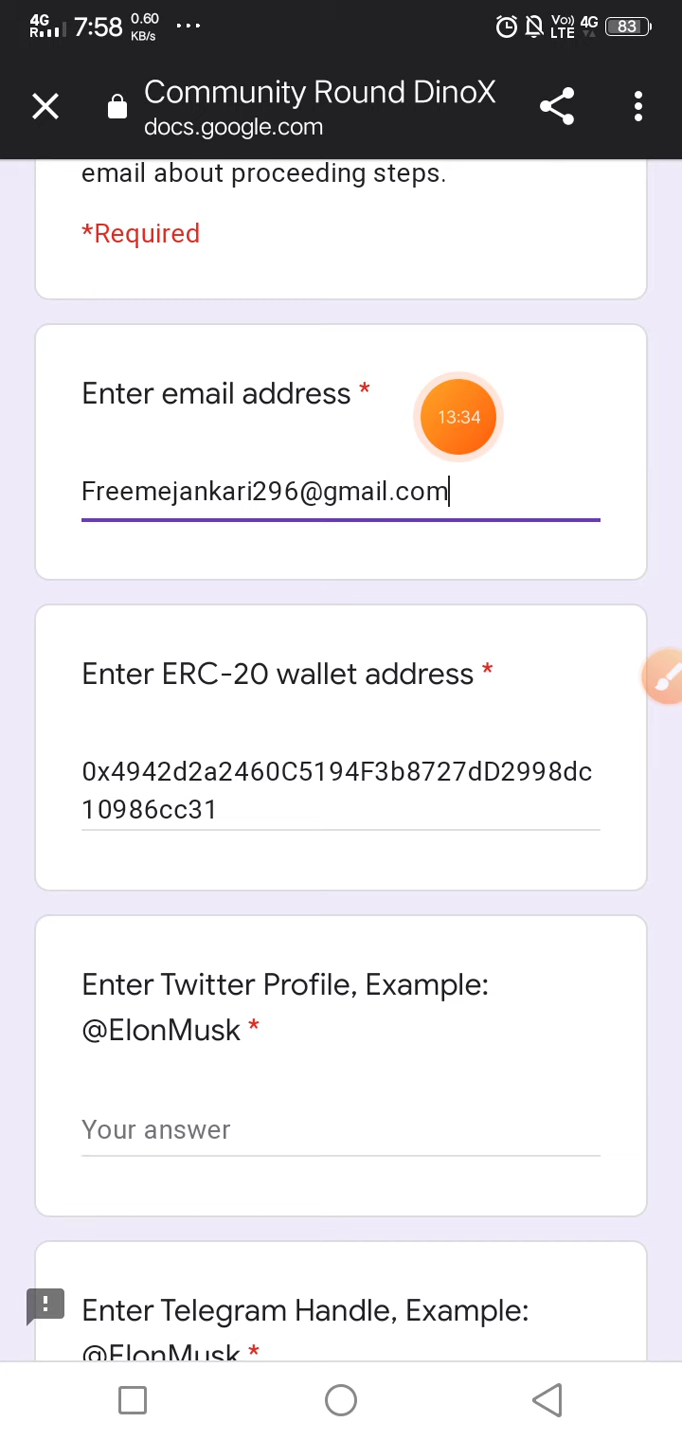 4G
R
7:58
0.60
KB/s
...
Vo))
LTE
4G
83
Community Round DinoX
docs.google.com
email about proceeding steps.
*Required
Enter email address *
13:34
Freemejankari296@gmail.com
Enter ERC-20 wallet address *
0x4942d2a2460C5194F3b8727dD2998dc
10986cc31
Enter Twitter Profile, Example:
@ElonMusk *
Your answer
Enter Telegram Handle, Example:
@ElonMusk *